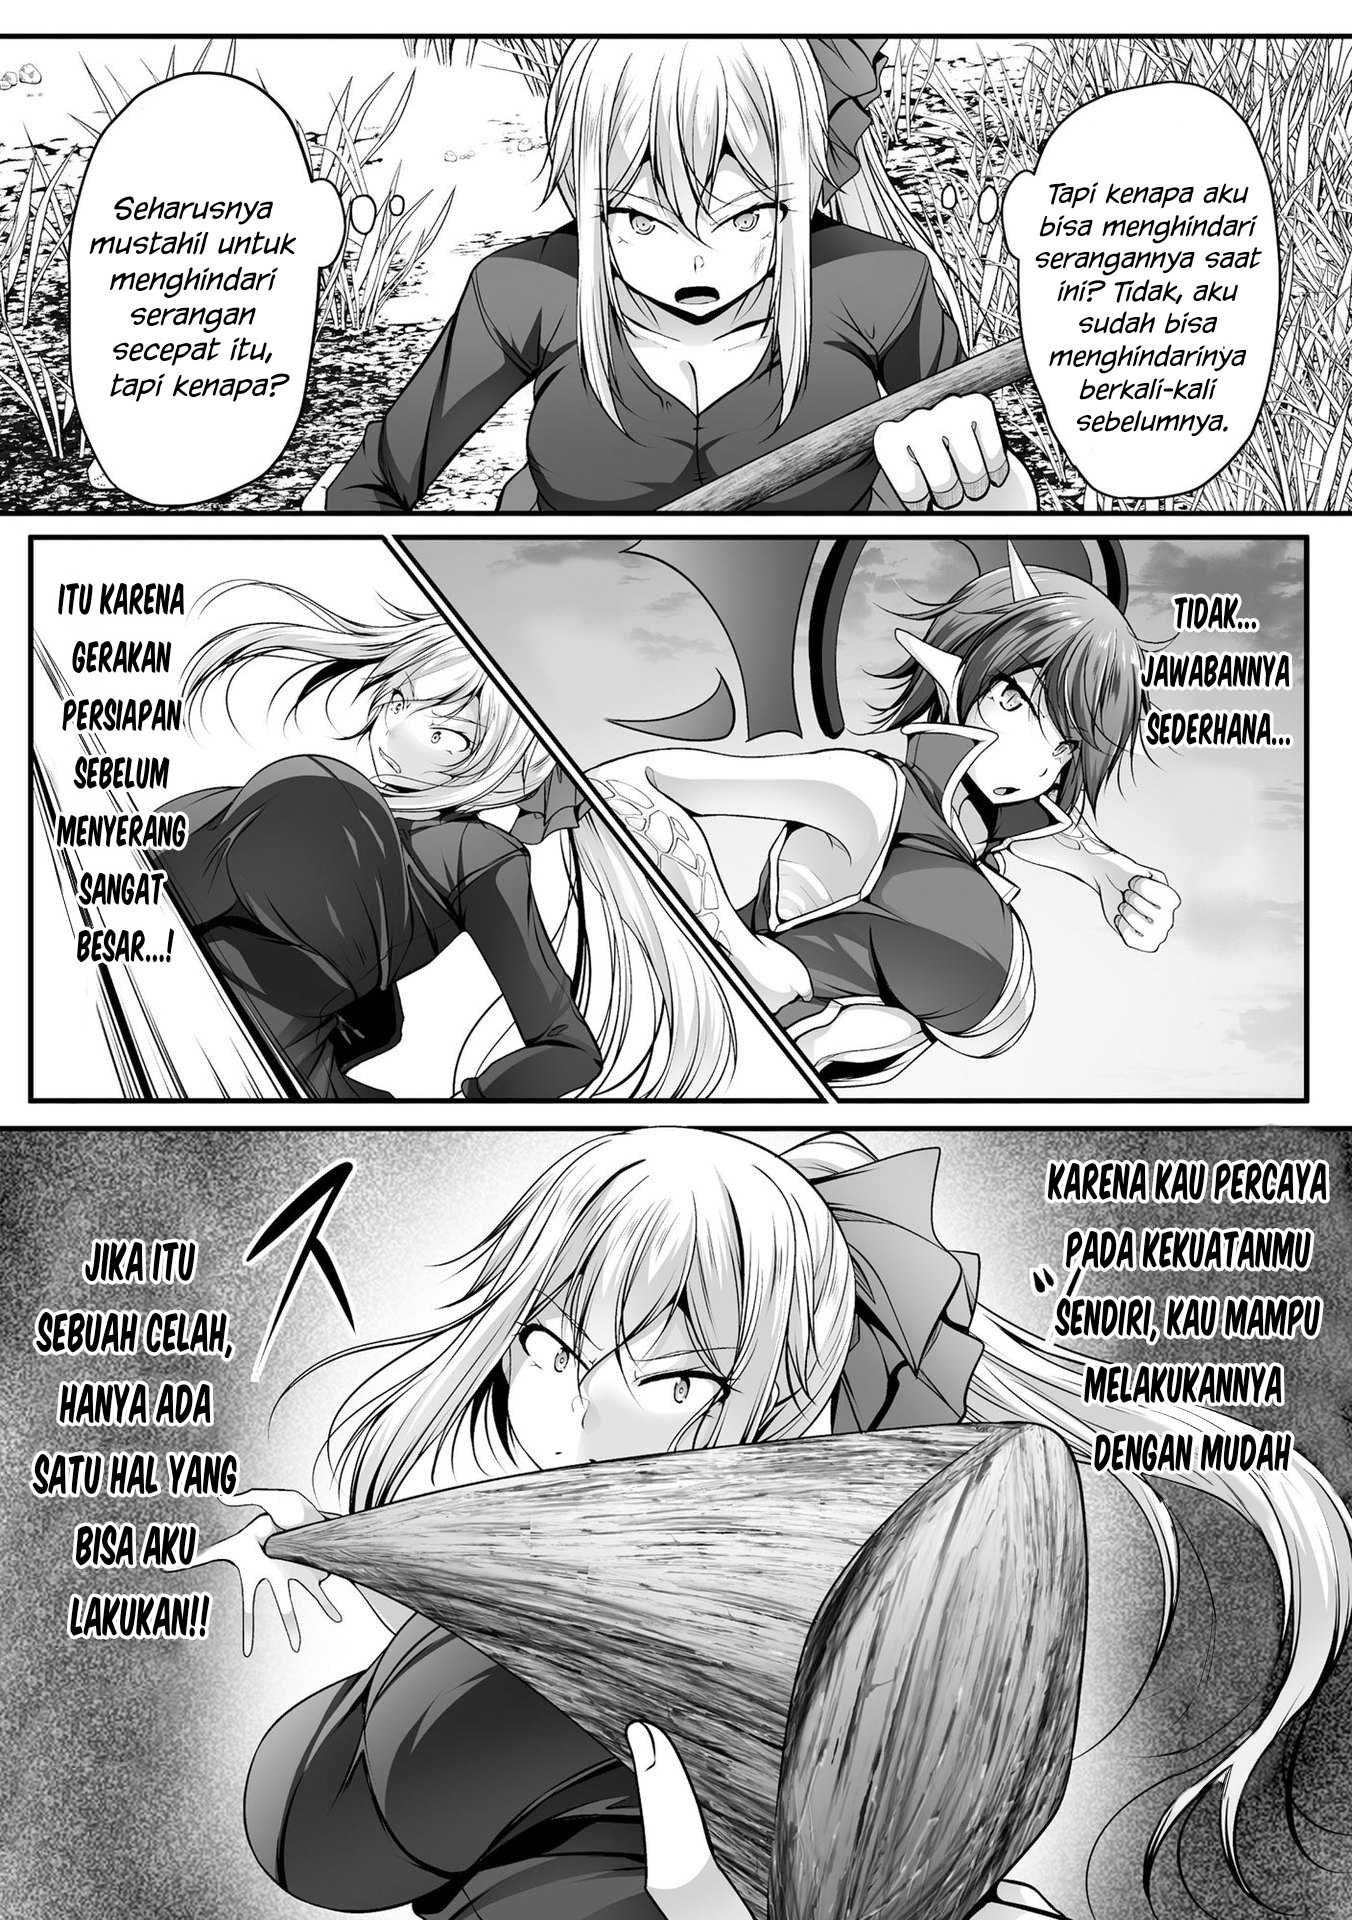 Tapi kenapa aku
bisa menghindari
serangannya saat
ini? Tidak, aku
sudah bisa
menghindarinya
berkali-kali
sebelumnya.
Seharusnya
mustahil untuk
menghindari
serangan
secepat itu,
tapi kenapa?
TIDAK...
JAWABANNYA
SEDERHANA...
ITU KARENA
GERAKAN
PERSIAPAN
SEBELUM
MENYERANG
SANGAT
BESAR...!
KARENA KAU PERCAYA
PADA KEKUATANMU
SENDIRI, KAU MAMPU
MELAKUKANNYA
DENGAN MUDAH
JIKA ITU
SEBUAH CELAH,
HANYA ADA
SATU HAL YANG
BISA AKU
LAKUKAN!!